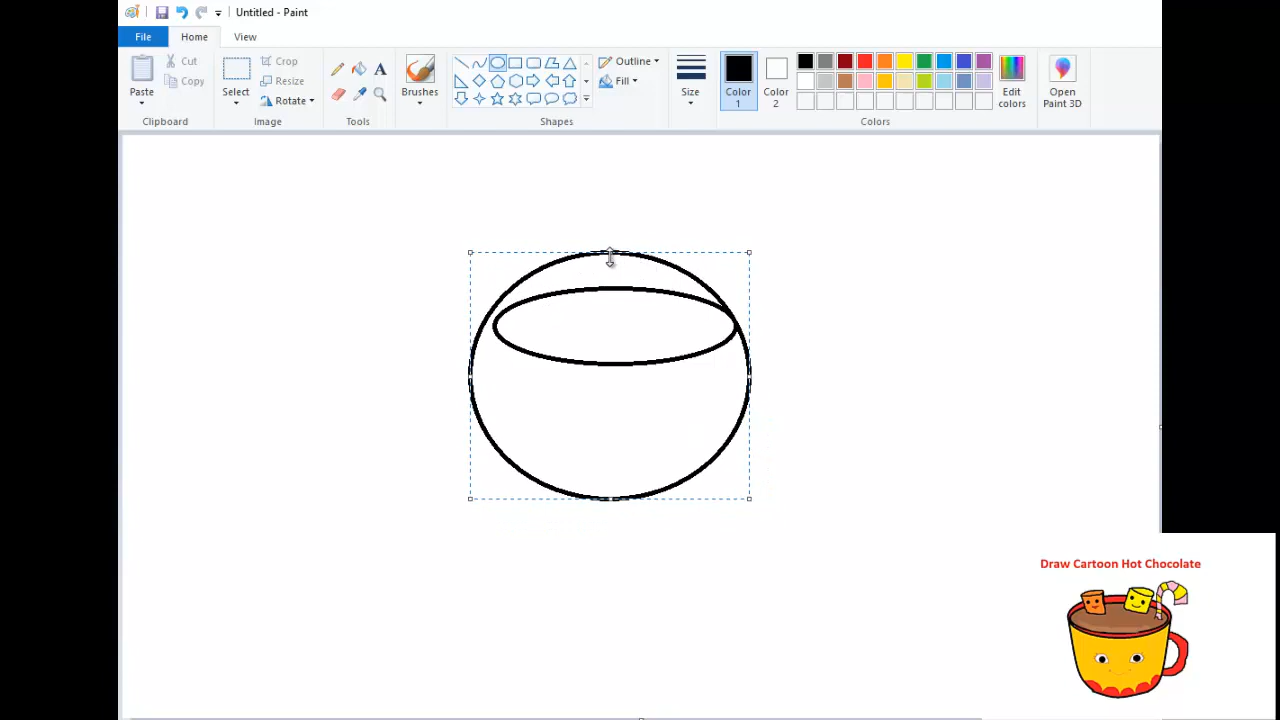 Untitled - Paint
File Home View
Paste
Cut
Copy
Clipboard
Select
Crop
Resize
Rotate
Image
Tools
Brushes
Shapes
Outline
Fill
Size
Color 1
Color 2
Colors
Edit colors
Open Paint 3D
Draw Cartoon Hot Chocolate